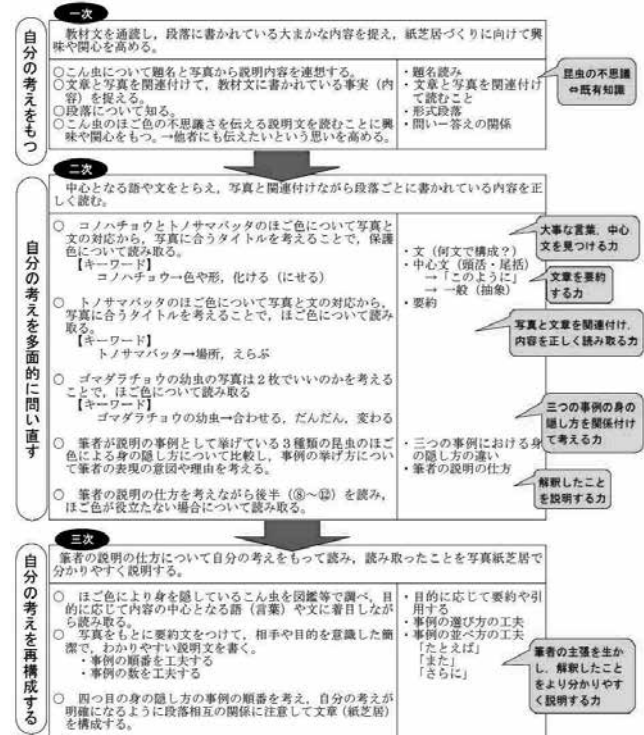 一次
自分の考えをもつ
教材文を通読し，段落に書かれている大まかな内容を捉え，紙芝居づくりに向けて興
味や関心を高める。
○こん虫について題名と写真から説明内容を連想する。
○文章と写真を関連付けて，教材文に書かれている事実（内
容）を捉える。
○段落について知る。
○こん虫のほご色の不思議さを伝える説明文を読むことに興
味や関心をもつ。→他者にも伝えたいという思いを高める。
・題名読み
・文章と写真を関連付け
て読むこと
・形式段落
・問いー答えの関係
昆虫の不思議
⇔既有知識
二次
自分の考えを多面的に問い直す
中心となる語や文をとらえ，写真と関連付けながら段落ごとに書かれている内容を正
しく読む。
○ コノハチョウとトノサマバッタのほご色について写真と
文の対応から，写真に合うタイトルを考えることで，保護
色について読み取る。
【キーワード】
コノハチョウ→色や形，化ける（にせる）
○ トノサマバッタのほご色について写真と文の対応から，
写真に合うタイトルを考えることで，ほご色について読み
取る。
【キーワード】
トノサマバッタ→場所，えらぶ
○ ゴマダラチョウの幼虫の写真は２枚でいいのかを考える
ことで，ほご色について読み取る
【キーワード】
ゴマダラチョウの幼虫→合わせる，だんだん，変わる
○ 筆者が説明の事例として挙げている３種類の昆虫のほご
色による身の隠し方について比較し，事例の挙げ方につい
て筆者の表現の意図や理由を考える。
○ 筆者の説明の仕方を考えながら後半（⑧～⑫）を読み，
ほご色が役立たない場合について読み取る。
・文（何文で構成？）
・中心文（頭括・尾括）
→「このように」
→ 一般（抽象）
・要約
・三つの事例における身
の隠し方の違い
・筆者の説明の仕方
大事な言葉，中心
文を見つける力
文章を要約
する力
写真と文章を関連付け，
内容を正しく読み取る力
三つの事例の身の
隠し方を関係付け
て考える力
解釈したこと
を説明する力
三次
自分の考えを再構成する
筆者の説明の仕方について自分の考えをもって読み，読み取ったことを写真紙芝居で
分かりやすく説明する。
○ ほご色により身を隠しているこん虫を図鑑等で調べ，目
的に応じて内容の中心となる語（言葉）や文に着目しなが
ら読み取る。
○ 写真をもとに要約文をつけて，相手や目的を意識した簡
潔で，わかりやすい説明文を書く。
・事例の順番を工夫する
・事例の数を工夫する
○ 四つ目の身の隠し方の事例の順番を考え，自分の考えが
明確になるように段落相互の関係に注意して文章（紙芝居）
を構成する。
・目的に応じて要約や引
用する
・事例の選び方の工夫
・事例の並べ方の工夫
「たとえば」
「また」
「さらに」
筆者の主張を生か
し，解釈したこと
をより分かりやす
く説明する力